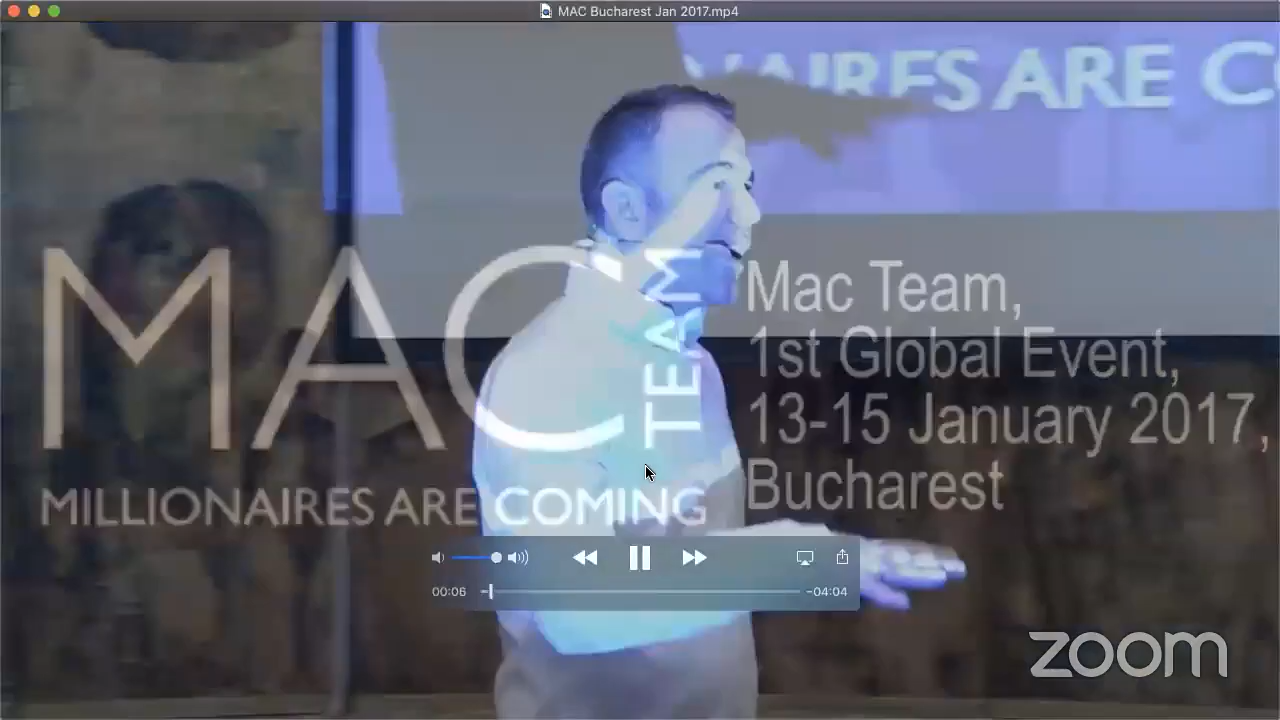 MAC Bucharest Jan 2017.mp4
ARE C
MAC
TEAM
MILLIONAIRES ARE COMING
Mac Team,
1st Global Event,
13-15 January 2017,
Bucharest
00:06
-04:04
zoom